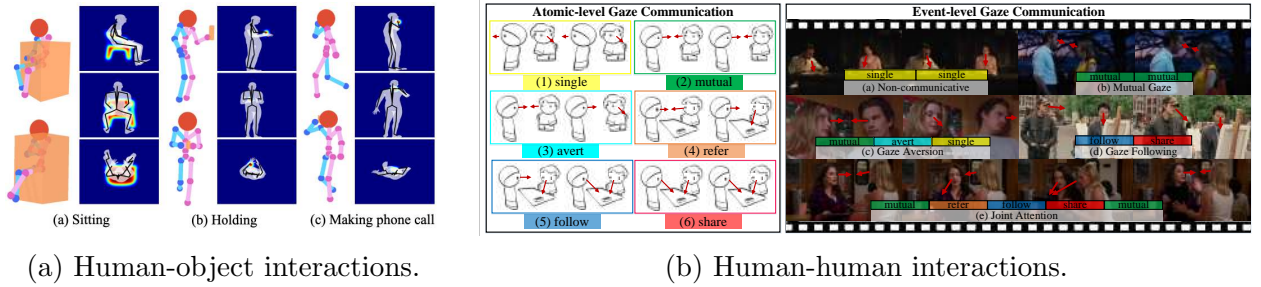 (a) Sitting
(b) Holding
(c) Making phone call
(a) Human-object interactions.
Atomic-level Gaze Communication
(1) single
(2) mutual
(3) avert
(4) refer
(5) follow
(6) share
Event-level Gaze Communication
single single
(a) Non-communicative
mutual mutual
(b) Mutual Gaze
mutual avert single
(c) Gaze Aversion
follow share
(d) Gaze Following
mutual refer follow share mutual
(e) Joint Attention
(b) Human-human interactions.